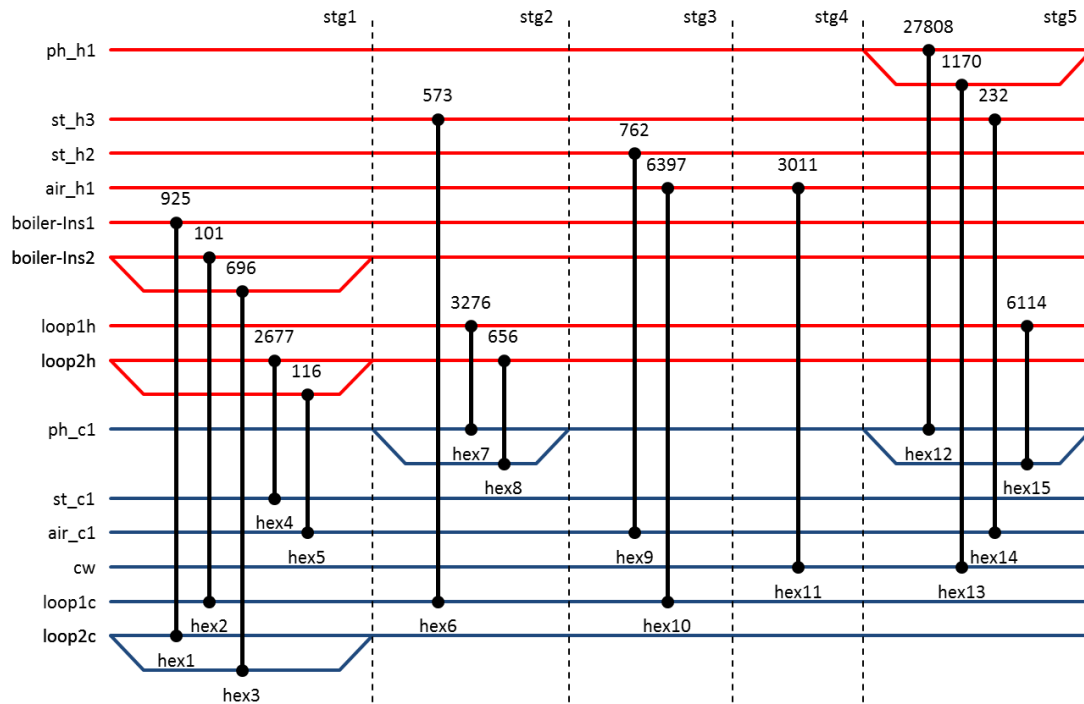 stg1 stg2 stg3 stg4 stg5
27808
ph_h1
1170
573 232
st_h3
762
st_h2
6397 3011
air_h1
925
boiler-Ins1
101
boiler-Ins2
696
3276 6114
loop1h
2677 656
loop2h
116
ph_c1
hex7 hex12
hex8 hex15
st_c1
hex4
air_c1
hex5 hex9 hex14
cw
hex11 hex13
loop1c
hex2 hex6 hex10
loop2c
hex1
hex3